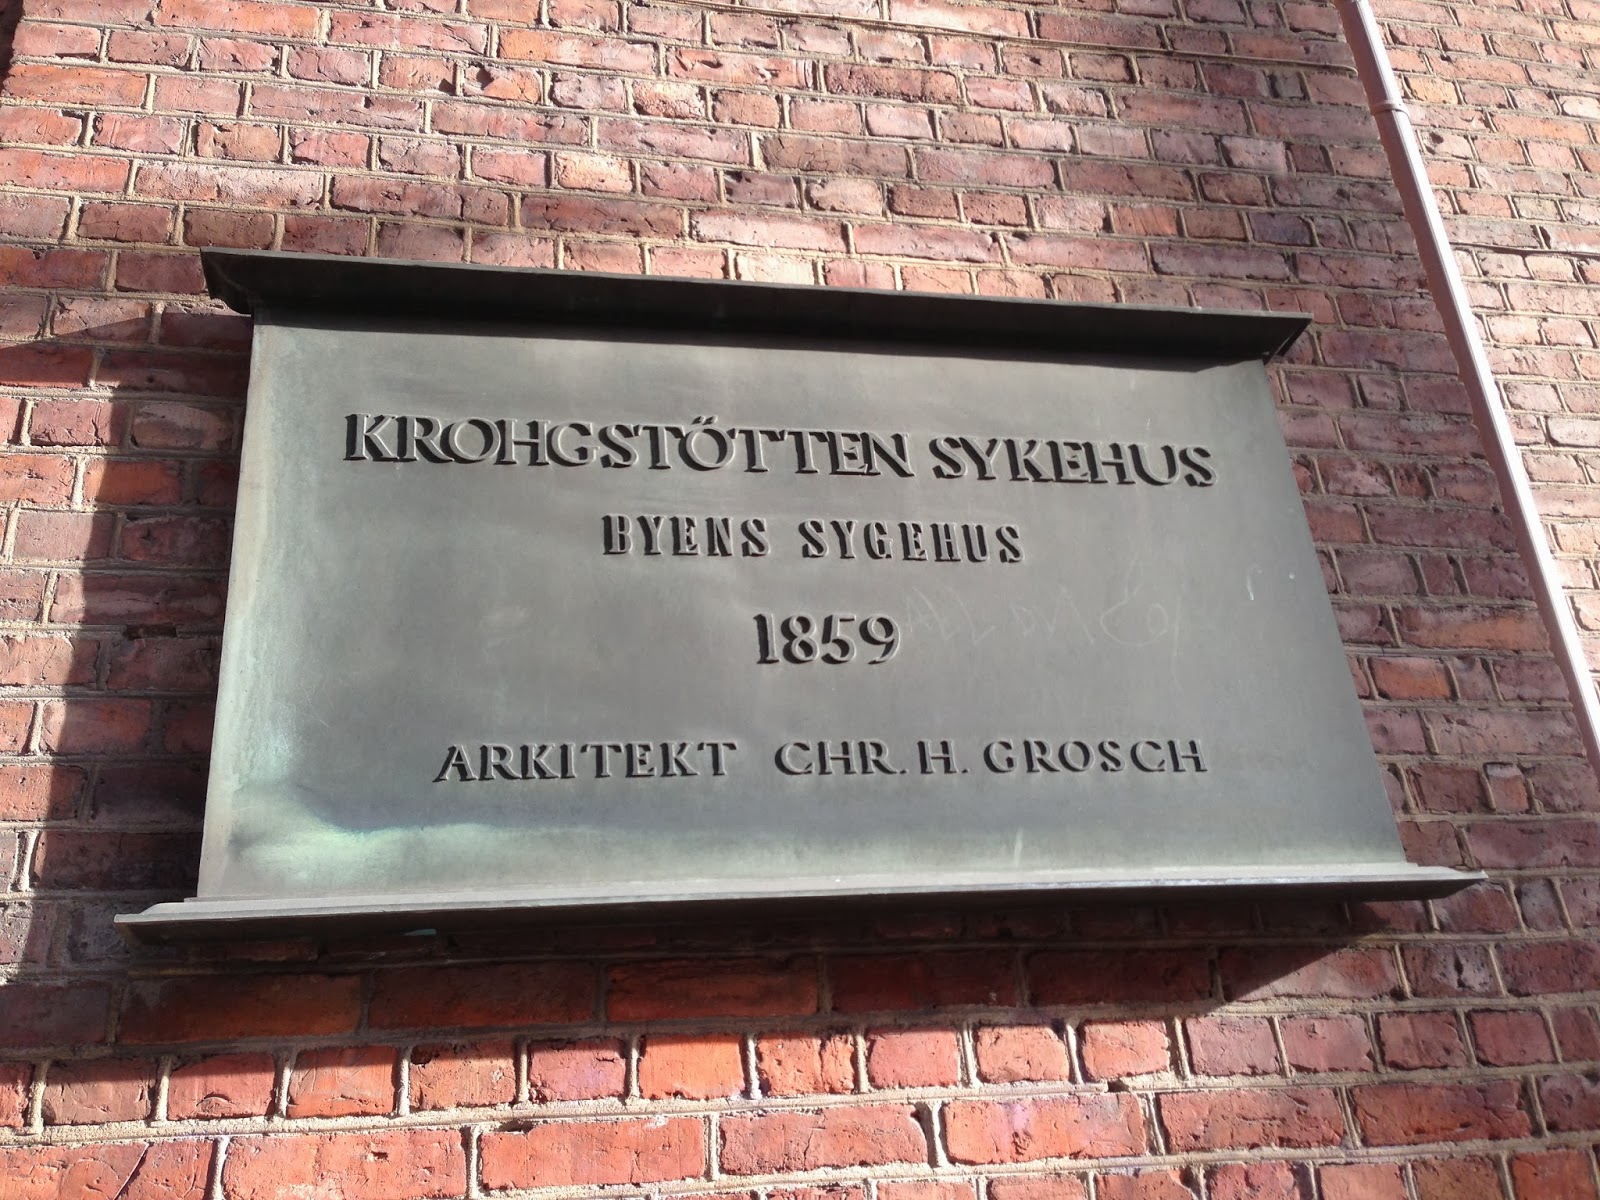 KROHGSTÖTTEN SYKEHUS
BYENS SYGEHUS
1859
ARKITEKT CHR. H. GROSCH